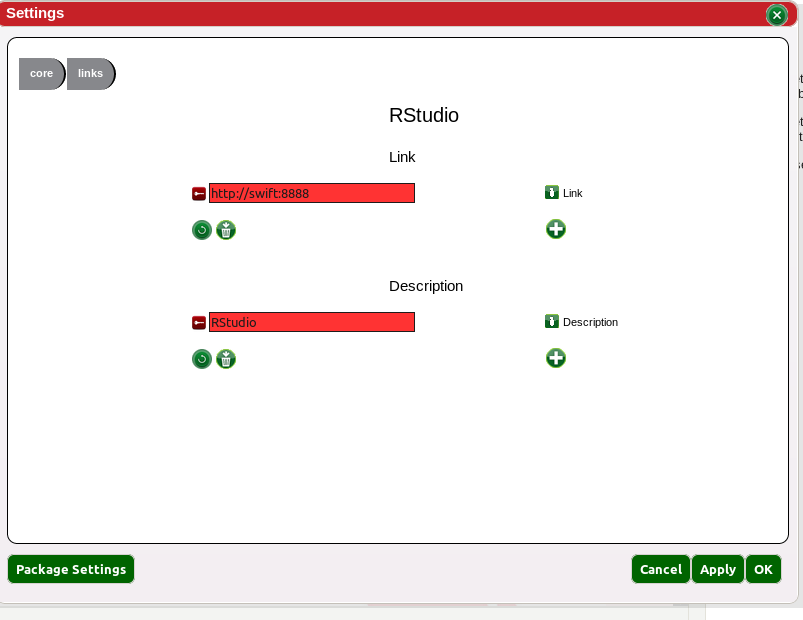 Settings
core links
RStudio
Link
http://swift:8888 Link
Description
RStudio Description
Package Settings Cancel Apply OK